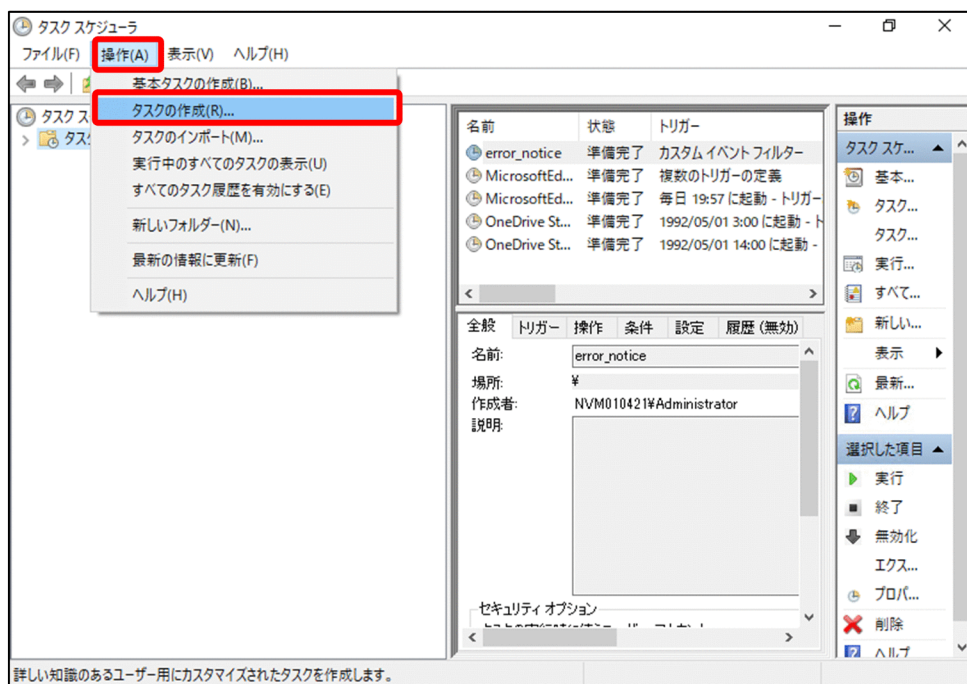 タスク スケジューラ
ファイル(F) 操作(A) 表示(V) ヘルプ(H)
基本タスクの作成(B)...
タスクの作成(R)...
タスクのインポート(M)...
実行中のすべてのタスクの表示(U)
すべてのタスク履歴を有効にする(E)
新しいフォルダー(N)...
最新の情報に更新(F)
ヘルプ(H)
タスク ス
タス
名前 状態 トリガー
error_notice 準備完了 カスタム イベント フィルター
MicrosoftEd... 準備完了 複数のトリガーの定義
MicrosoftEd... 準備完了 毎日 19:57 に起動 - トリガー
OneDrive St... 準備完了 1992/05/01 3:00 に起動 - ト
OneDrive St... 準備完了 1992/05/01 14:00 に起動 -
全般 トリガー 操作 条件 設定 履歴 (無効)
名前: error_notice
場所: ¥
作成者: NVM010421¥Administrator
説明:
セキュリティ オプション
操作
タスク スケ...
基本...
タスク...
タスク...
実行...
すべて...
新しい...
表示
最新...
ヘルプ
選択した項目
実行
終了
無効化
エクス...
プロパ...
削除
ヘルプ
詳しい知識のあるユーザー用にカスタマイズされたタスクを作成します。